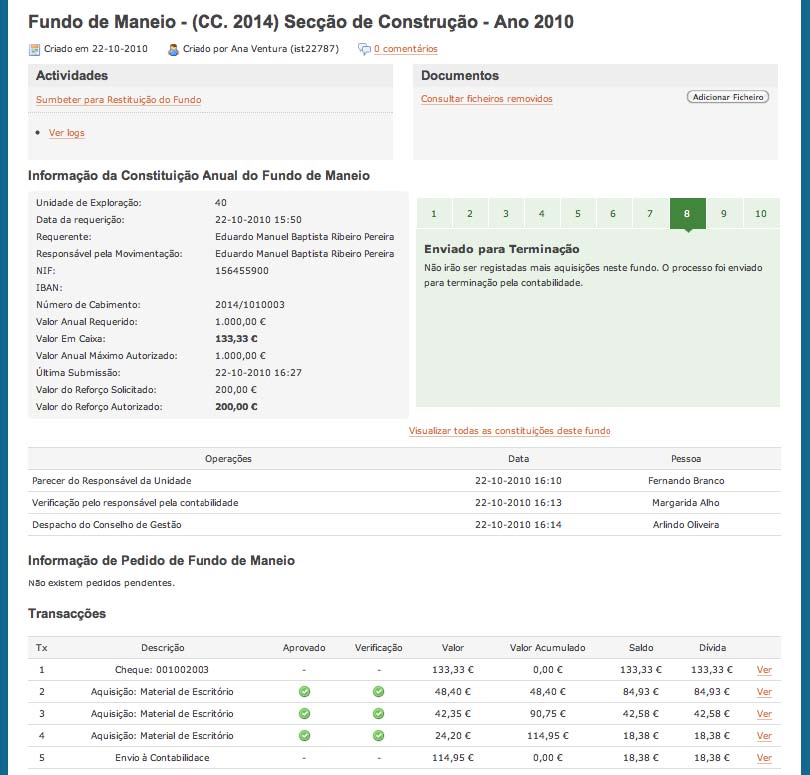 Fundo de Maneio - (CC. 2014) Secção de Construção - Ano 2010
Criado em 22-10-2010 Criado por Ana Ventura (ist22787) 0 comentários
Actividades
Sumbeter para Restituição do Fundo
Ver logs
Documentos
Consultar ficheiros removidos Adicionar Ficheiro
Informação da Constituição Anual do Fundo de Maneio
Unidade de Exploração: 40
Data da requerição: 22-10-2010 15:50
Requerente: Eduardo Manuel Baptista Ribeiro Pereira
Responsável pela Movimentação: Eduardo Manuel Baptista Ribeiro Pereira
NIF: 156455900
IBAN:
Número de Cabimento: 2014/1010003
Valor Anual Requerido: 1.000,00 €
Valor Em Caixa: 133,33 €
Valor Anual Máximo Autorizado: 1.000,00 €
Última Submissão: 22-10-2010 16:27
Valor do Reforço Solicitado: 200,00 €
Valor do Reforço Autorizado: 200,00 €
1 2 3 4 5 6 7 8 9 10
Enviado para Terminação
Não irão ser registadas mais aquisições neste fundo. O processo foi enviado
para terminação pela contabilidade.
Visualizar todas as constituições deste fundo
Operações Data Pessoa
Parecer do Responsável da Unidade 22-10-2010 16:10 Fernando Branco
Verificação pelo responsável pela contabilidade 22-10-2010 16:13 Margarida Alho
Despacho do Conselho de Gestão 22-10-2010 16:14 Arlindo Oliveira
Informação de Pedido de Fundo de Maneio
Não existem pedidos pendentes.
Transacções
Tx Descrição Aprovado Verificação Valor Valor Acumulado Saldo Dívida
1 Cheque: 001002003 - - 133,33 € 0,00 € 133,33 € 133,33 € Ver
2 Aquisição: Material de Escritório 48,40 € 48,40 € 84,93 € 84,93 € Ver
3 Aquisição: Material de Escritório 42,35 € 90,75 € 42,58 € 42,58 € Ver
4 Aquisição: Material de Escritório 24,20 € 114,95 € 18,38 € 18,38 € Ver
5 Envio à Contabilidade - - 114,95 € 0,00 € 18,38 € 18,38 € Ver